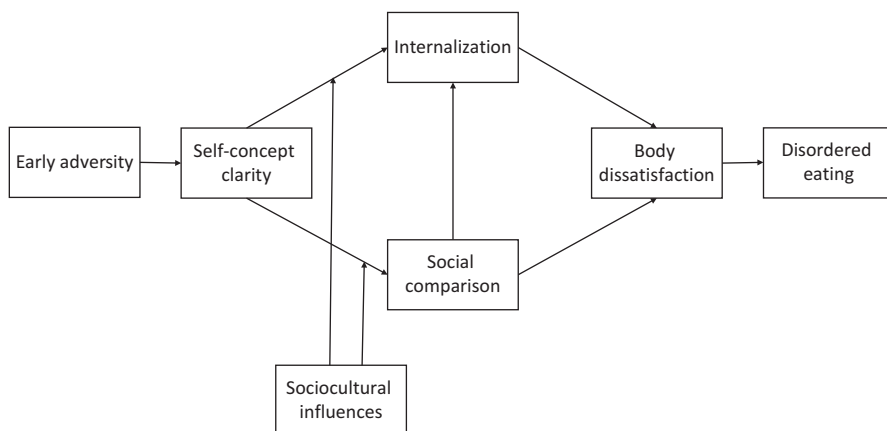 Internalization
Early adversity
Self-concept
clarity
Body
dissatisfaction
Disordered
eating
Social
comparison
Sociocultural
influences